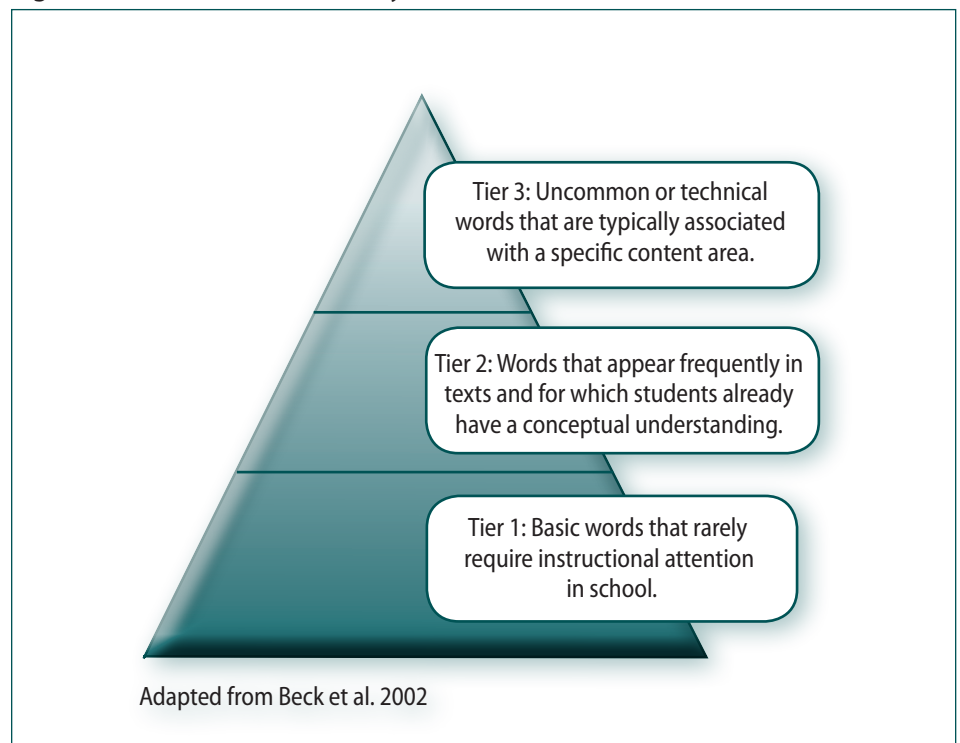 Tier 3: Uncommon or technical
words that are typically associated
with a specific content area.
Tier 2: Words that appear frequently in
texts and for which students already
have a conceptual understanding.
Tier 1: Basic words that rarely
require instructional attention
in school.
Adapted from Beck et al. 2002